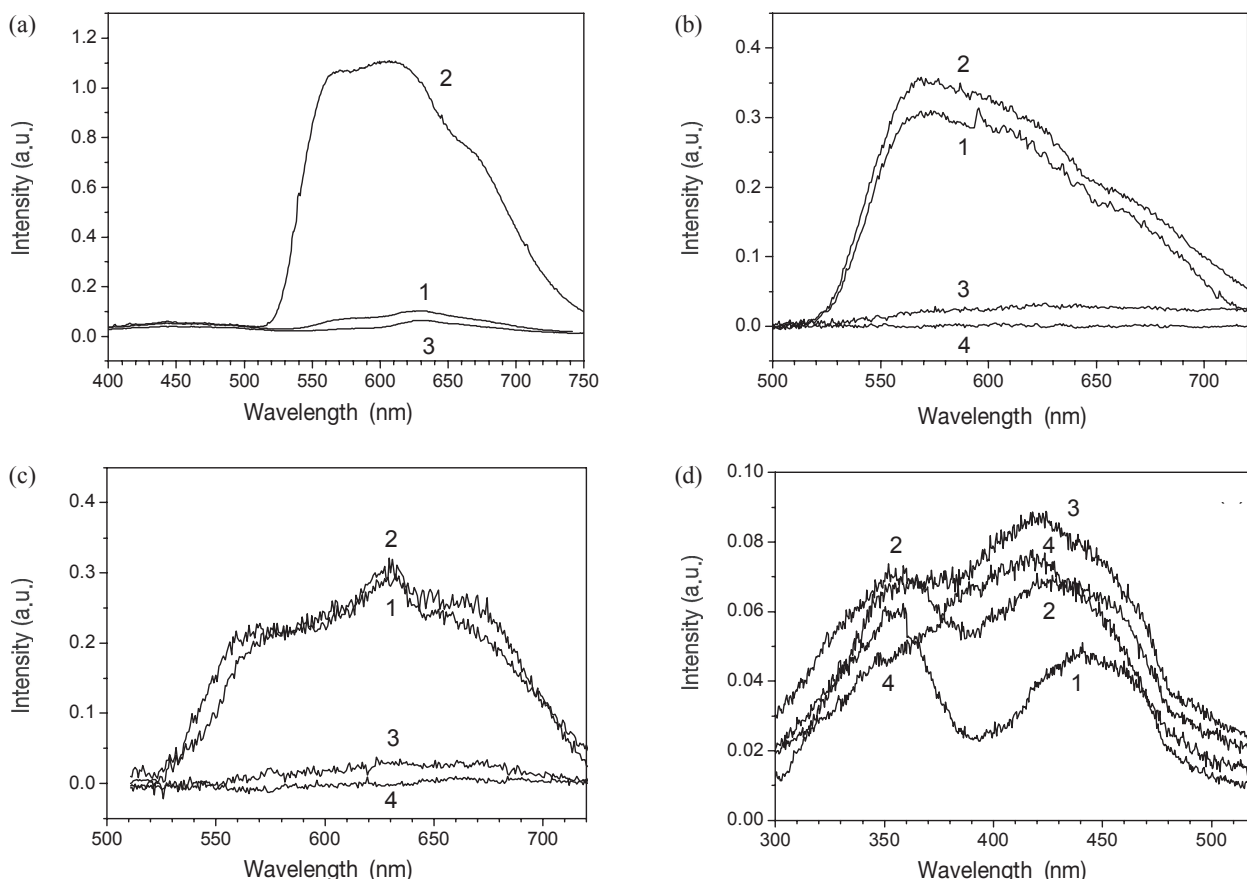 (a)
1.2
1.0
0.8
0.6
0.4
0.2
0.0
Intensity (a.u.)
2
1
3
400 450 500 550 600 650 700 750
Wavelength (nm)
(b)
0.4
0.3
0.2
0.1
0.0
Intensity (a.u.)
2
1
3
4
500 550 600 650 700
Wavelength (nm)
(c)
0.4
0.3
0.2
0.1
0.0
Intensity (a.u.)
2
1
3
4
500 550 600 650 700
Wavelength (nm)
(d)
0.10
0.08
0.06
0.04
0.02
0.00
Intensity (a.u.)
3
2
4
2
4
1
300 350 400 450 500
Wavelength (nm)